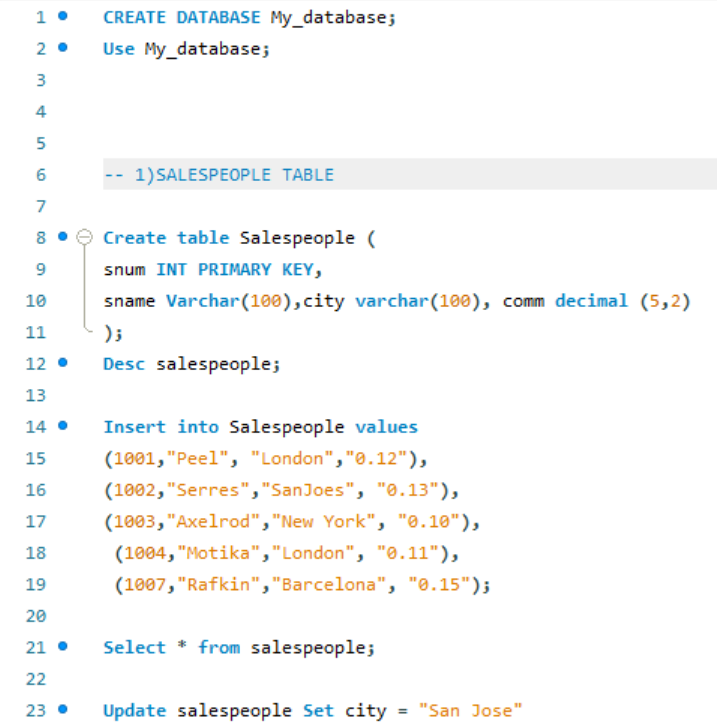 1 CREATE DATABASE My_database;
2 Use My_database;
3
4
5
6 -- 1)SALESPEOPLE TABLE
7
8 Create table Salespeople (
9 snum INT PRIMARY KEY,
10 sname Varchar(100),city varchar(100), comm decimal (5,2)
11 );
12 Desc salespeople;
13
14 Insert into Salespeople values
15 (1001,"Peel", "London","0.12"),
16 (1002,"Serres","SanJoes", "0.13"),
17 (1003,"Axelrod","New York", "0.10"),
18 (1004,"Motika","London", "0.11"),
19 (1007,"Rafkin","Barcelona", "0.15");
20
21 Select * from salespeople;
22
23 Update salespeople Set city = "San Jose"